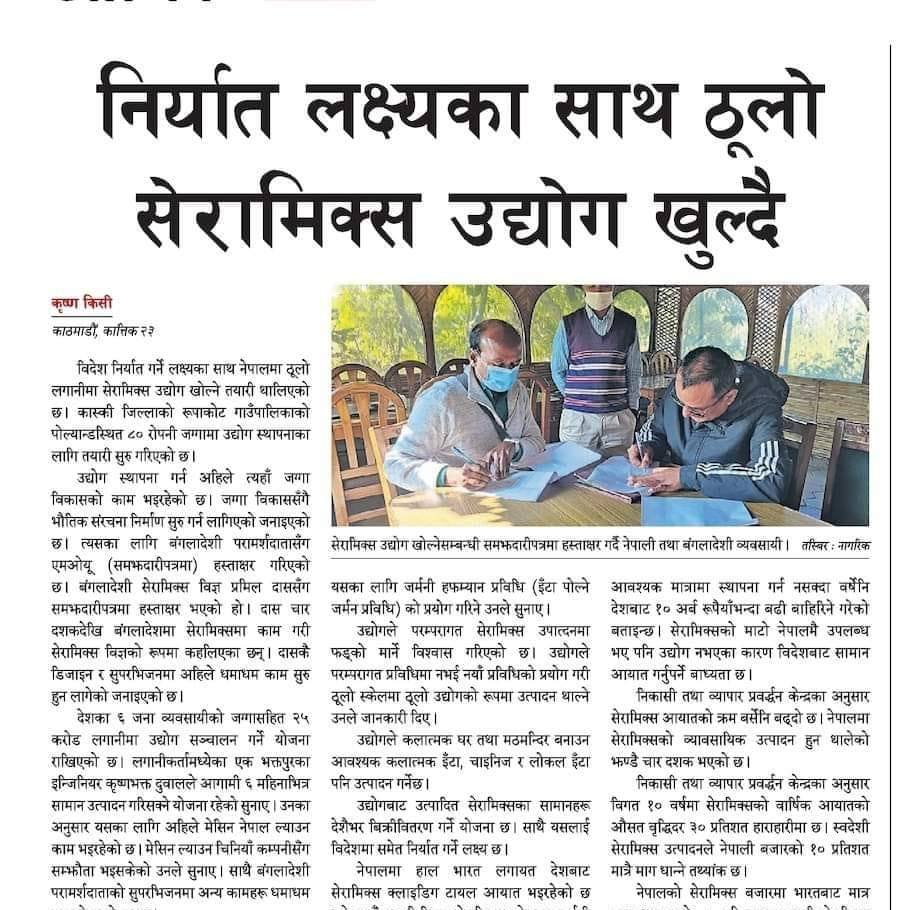 निर्यात लक्ष्यका साथ ठूलो
सेरामिक्स उद्योग खुल्दै
कृष्ण किसी
काठमाडौं, कात्तिक २३
विदेश निर्यात गर्ने लक्ष्यका साथ नेपालमा ठूलो
लगानीमा सेरामिक्स उद्योग खोल्ने तयारी थालिएको
छ। कास्की जिल्लाको रूपाकोट गाउँपालिकाको
पोल्यान्डस्थित ८० रोपनी जग्गामा उद्योग स्थापनाका
लागि तयारी सुरु गरिएको छ।
उद्योग स्थापना गर्न अहिले त्यहाँ जग्गा
विकासको काम भइरहेको छ। जग्गा विकाससँगै
भौतिक संरचना निर्माण सुरु गर्न लागिएको जनाइएको
छ। त्यसका लागि बंगलादेशी परामर्शदातासँग
एमओयू (समझदारीपत्रमा) हस्ताक्षर गरिएको
छ। बंगलादेशी सेरामिक्स विज्ञ प्रमिल दाससँग
समझदारीपत्रमा हस्ताक्षर भएको हो। दास चार
दशकदेखि बंगलादेशमा सेरामिक्समा काम गरी
सेरामिक्स विज्ञको रूपमा कहलिएका छन्। दासकै
डिजाइन र सुपरभिजनमा अहिले धमाधम काम सुरु
हुन लागेको जनाइएको छ।
देशका ६ जना व्यवसायीको जग्गासहित २५
करोड लगानीमा उद्योग सञ्चालन गर्ने योजना
राखिएको छ। लगानीकर्तामध्येका एक भक्तपुरका
इन्जिनियर कृष्णभक्त दुवालले आगामी ६ महिनाभित्र
सामान उत्पादन गरिसक्ने योजना रहेको सुनाए। उनका
अनुसार यसका लागि अहिले मेसिन नेपाल ल्याउन
काम भइरहेको छ। मेसिन ल्याउन चिनियाँ कम्पनीसँग
सम्झौता भइसकेको उनले सुनाए। साथै बंगलादेशी
परामर्शदाताको सुपरभिजनमा अन्य कामहरू धमाधम
सेरामिक्स उद्योग खोल्नेसम्बन्धी समझदारीपत्रमा हस्ताक्षर गर्दै नेपाली तथा बंगलादेशी व्यवसायी। तस्बिर : नागरिक
यसका लागि जर्मनी हफम्यान प्रविधि (इँटा पोल्ने
जर्मन प्रविधि) को प्रयोग गरिने उनले सुनाए।
उद्योगले परम्परागत सेरामिक्स उपात्दनमा
फड्को मार्ने विश्वास गरिएको छ। उद्योगले
परम्परागत प्रविधिमा नभई नयाँ प्रविधिको प्रयोग गरी
ठूलो स्केलमा ठूलो उद्योगको रूपमा उत्पादन थाल्ने
उनले जानकारी दिए।
उद्योगले कलात्मक घर तथा मठमन्दिर बनाउन
आवश्यक कलात्मक इँटा, चाइनिज र लोकल इँटा
पनि उत्पादन गर्नेछ।
उद्योगबाट उत्पादित सेरामिक्सका सामानहरू
देशैभर बिक्रीवितरण गर्ने योजना छ। साथै यसलाई
विदेशमा समेत निर्यात गर्ने लक्ष्य छ।
नेपालमा हाल भारत लगायत देशबाट
सेरामिक्स क्लाइडिंग टायल आयात भइरहेको छ
आवश्यक मात्रामा स्थापना गर्न नसक्दा वर्षेनि
देशबाट १० अर्ब रूपैयाँभन्दा बढी बाहिरिने गरेको
बताइन्छ। सेरामिक्सको माटो नेपालमै उपलब्ध
भए पनि उद्योग नभएका कारण विदेशबाट सामान
आयात गर्नुपर्ने बाध्यता छ।
निकासी तथा व्यापार प्रवर्द्धन केन्द्रका अनुसार
सेरामिक्स आयातको क्रम बर्सेनि बढ्दो छ। नेपालमा
सेरामिक्सको व्यावसायिक उत्पादन हुन थालेको
झण्डै चार दशक भएको छ।
निकासी तथा व्यापार प्रवर्द्धन केन्द्रका अनुसार
विगत १० वर्षमा सेरामिक्सको वार्षिक आयातको
औसत वृद्धिदर ३० प्रतिशत हाराहारीमा छ। स्वदेशी
सेरामिक्स उत्पादनले नेपाली बजारको १० प्रतिशत
मात्रै माग धान्ने तथ्यांक छ।
नेपालको सेरामिक्स बजारमा भारतबाट मात्र